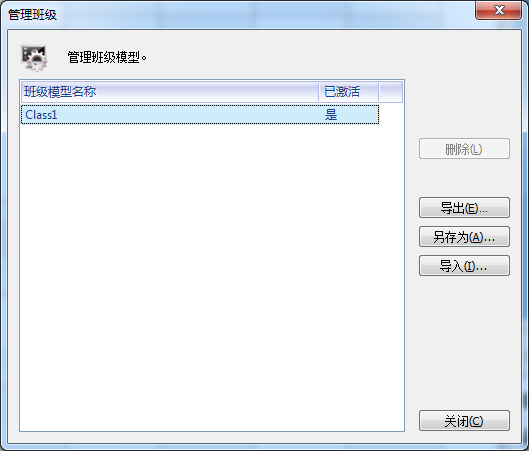 管理班级
管理班级模型。
班级模型名称 已激活
Class1 是
删除(L)
导出(E)...
另存为(A)...
导入(I)...
关闭(C)